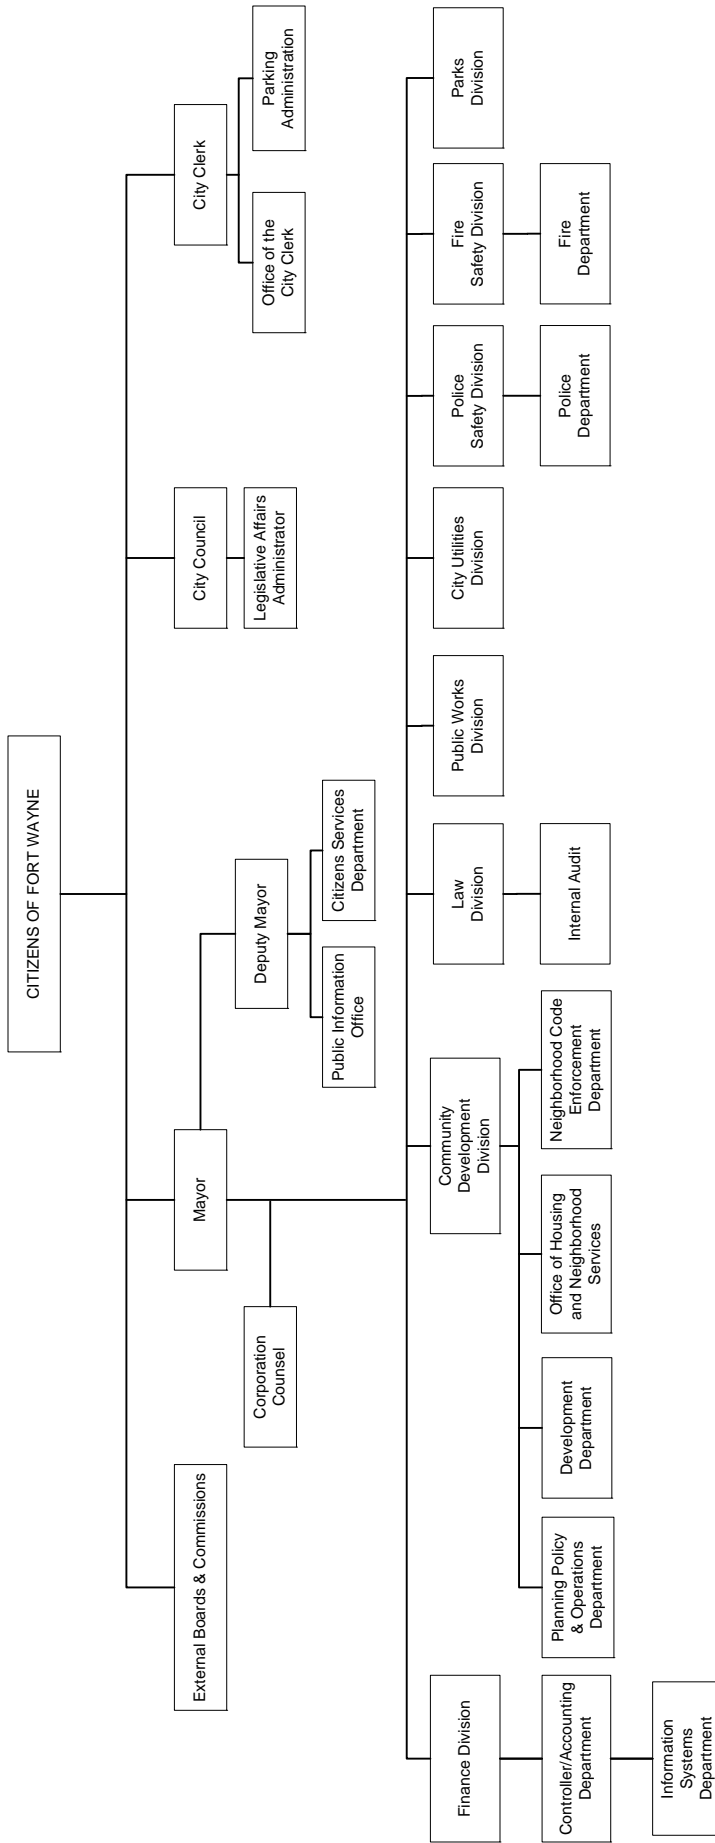 CITIZENS OF FORT WAYNE
External Boards & Commissions
Mayor
City Council
City Clerk
Corporation
Counsel
Deputy Mayor
Legislative Affairs
Administrator
Office of the
City Clerk
Parking
Administration
Public Information
Office
Citizens Services
Department
Finance Division
Community
Development
Division
Law
Division
Public Works
Division
City Utilities
Division
Police
Safety Division
Fire
Safety Division
Parks
Division
Controller/Accounting
Department
Planning Policy
& Operations
Department
Development
Department
Office of Housing
and Neighborhood
Services
Neighborhood Code
Enforcement
Department
Internal Audit
Police
Department
Fire
Department
Information
Systems
Department